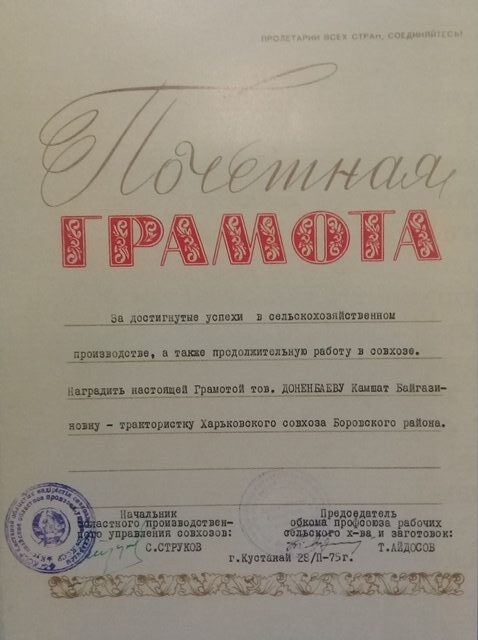 ПРОЛЕТАРИИ ВСЕХ СТРАН, СОЕДИНЯЙТЕСЬ!
Почетная
ГРАМОТА
За достигнутые успехи в сельскохозяйственном
производстве, а также продолжительную работу в совхозе.
Наградить настоящей Грамотой тов. ДОНЕНБАЕВУ Камшат Байгази-
новну - трактористку Харьковского совхоза Боровского района.
Начальник
областного производствен-
ного управления совхозов:
С.СТРУКОВ
Председатель
обкома профсоюза рабочих
сельского х-ва и заготовок:
Т.АЙДОСОВ
г.Кустанай 28/II-75г.